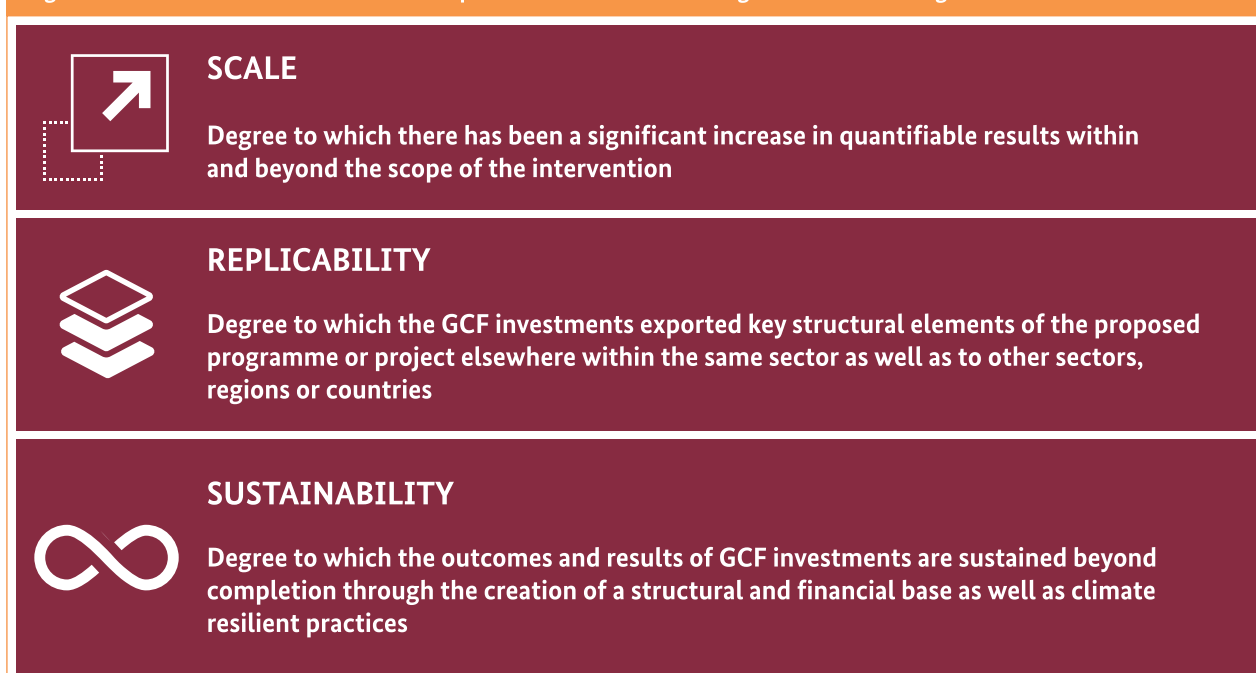 SCALE
Degree to which there has been a significant increase in quantifiable results within
and beyond the scope of the intervention
REPLICABILITY
Degree to which the GCF investments exported key structural elements of the proposed
programme or project elsewhere within the same sector as well as to other sectors,
regions or countries
SUSTAINABILITY
Degree to which the outcomes and results of GCF investments are sustained beyond
completion through the creation of a structural and financial base as well as climate
resilient practices